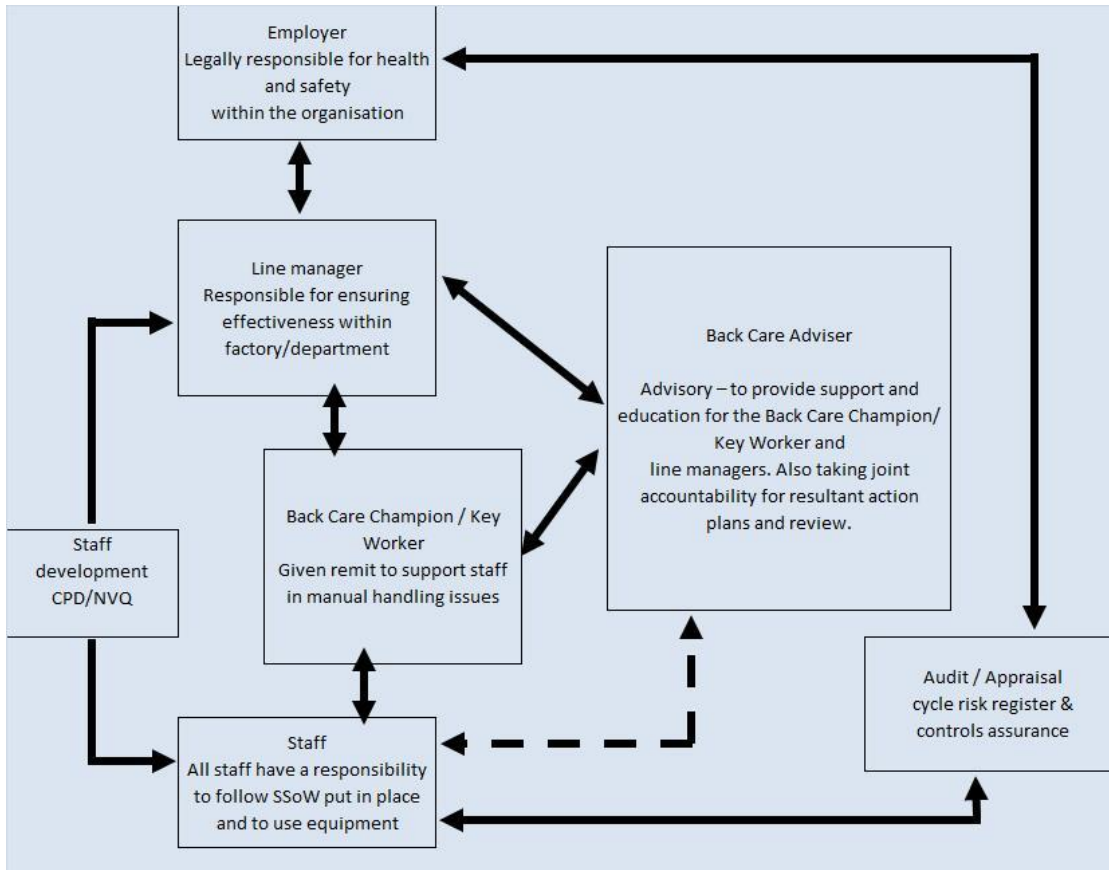 Employer
Legally responsible for health
and safety
within the organisation
Line manager
Responsible for ensuring
effectiveness within
factory/department
Back Care Adviser
Advisory – to provide support and
education for the Back Care Champion/
Key Worker and
line managers. Also taking joint
accountability for resultant action
plans and review.
Back Care Champion / Key
Worker
Given remit to support staff
in manual handling issues
Staff
development
CPD/NVQ
Audit / Appraisal
cycle risk register &
controls assurance
Staff
All staff have a responsibility
to follow SSoW put in place
and to use equipment